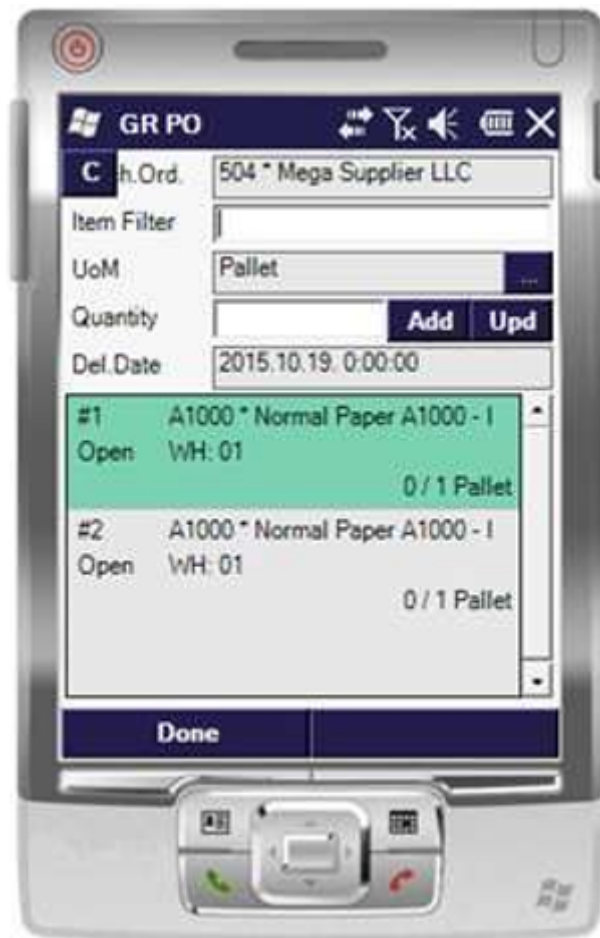 GR PO
C h.Ord. 504 * Mega Supplier LLC
Item Filter
UoM Pallet ...
Quantity Add Upd
Del.Date 2015.10.19. 0:00:00
#1 A1000 * Normal Paper A1000 - I
Open WH: 01
0 / 1 Pallet
#2 A1000 * Normal Paper A1000 - I
Open WH: 01
0 / 1 Pallet
Done